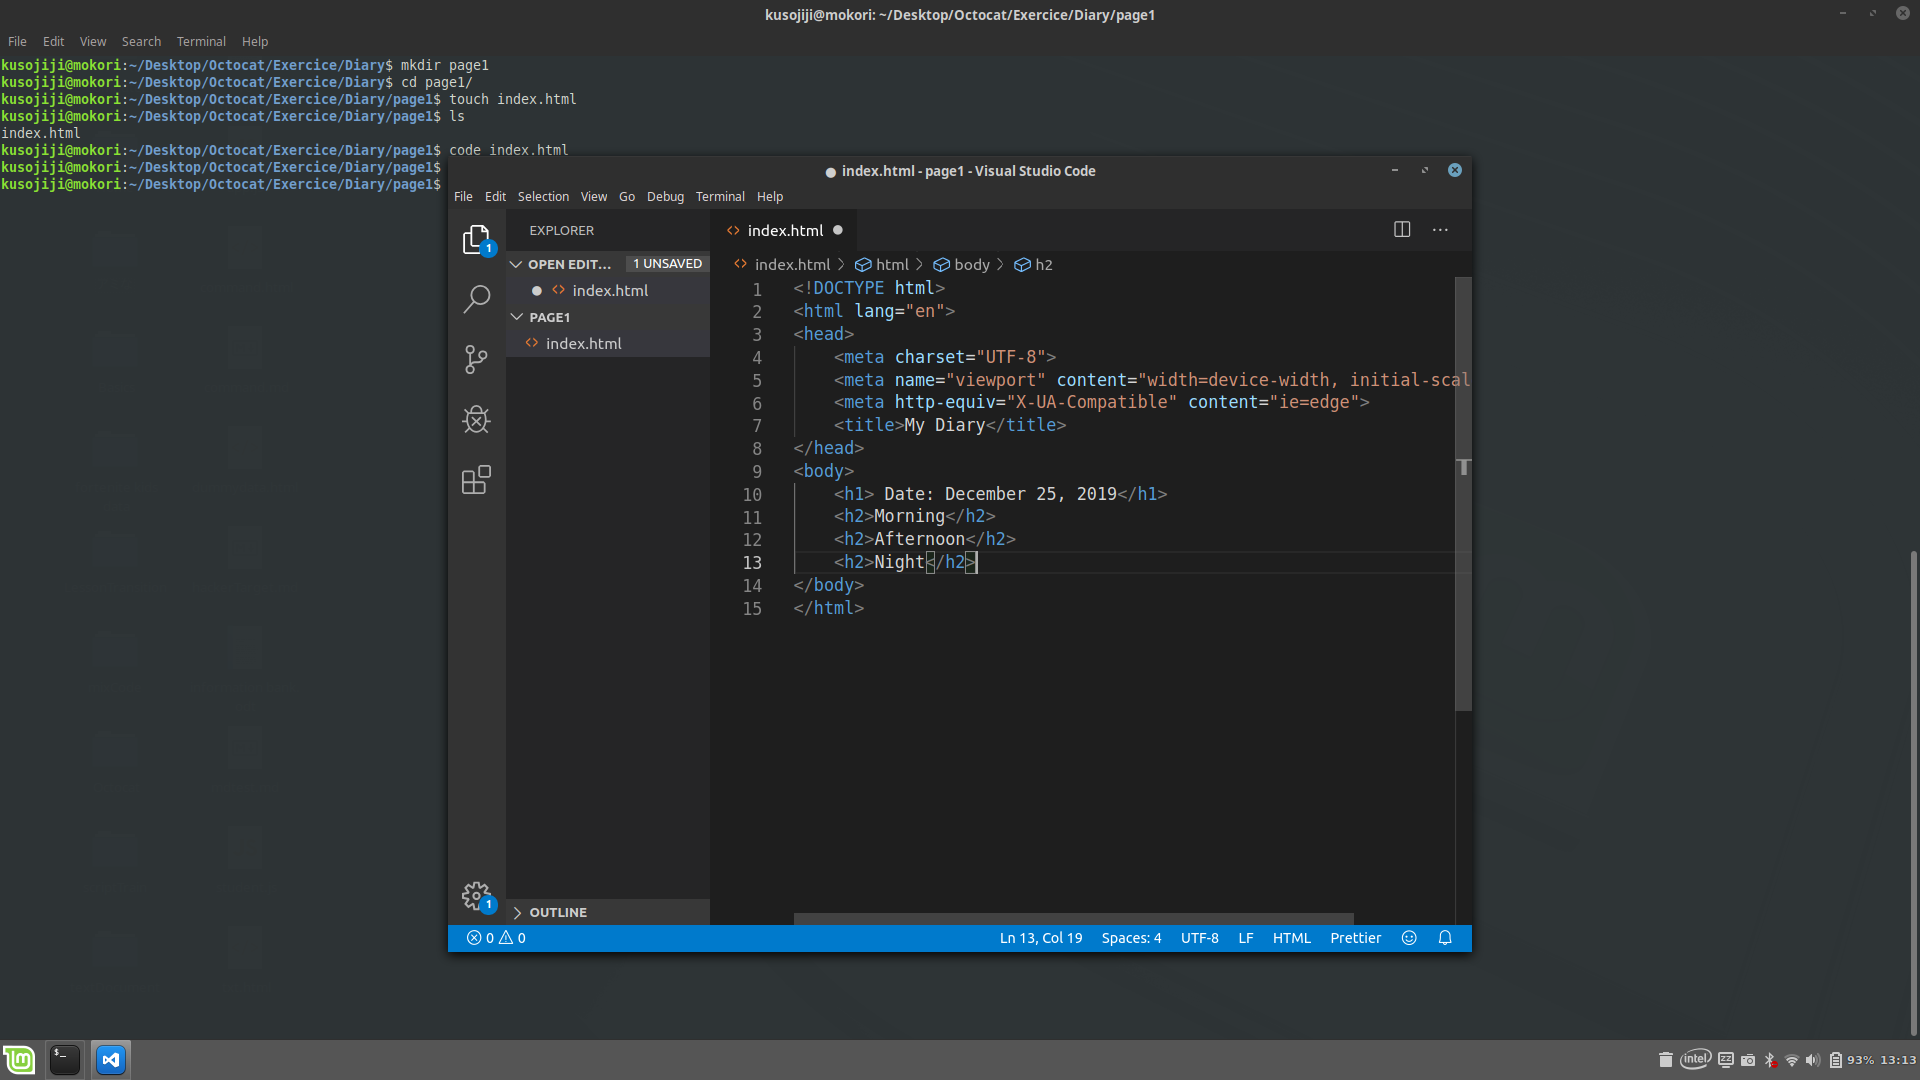 kusojiji@mokori: ~/Desktop/Octocat/Exercice/Diary/page1
File Edit View Search Terminal Help
kusojiji@mokori:~/Desktop/Octocat/Exercice/Diary$ mkdir page1
kusojiji@mokori:~/Desktop/Octocat/Exercice/Diary$ cd page1/
kusojiji@mokori:~/Desktop/Octocat/Exercice/Diary/page1$ touch index.html
kusojiji@mokori:~/Desktop/Octocat/Exercice/Diary/page1$ ls
index.html
kusojiji@mokori:~/Desktop/Octocat/Exercice/Diary/page1$ code index.html
kusojiji@mokori:~/Desktop/Octocat/Exercice/Diary/page1$
kusojiji@mokori:~/Desktop/Octocat/Exercice/Diary/page1$
● index.html - page1 - Visual Studio Code
File Edit Selection View Go Debug Terminal Help
1
EXPLORER
OPEN EDIT... 1 UNSAVED
● <> index.html
PAGE1
<> index.html
1
OUTLINE
<> index.html ●
<> index.html > html > body > h2
1 <!DOCTYPE html>
2 <html lang="en">
3 <head>
4 <meta charset="UTF-8">
5 <meta name="viewport" content="width=device-width, initial-scal
6 <meta http-equiv="X-UA-Compatible" content="ie=edge">
7 <title>My Diary</title>
8 </head>
9 <body>
10 <h1> Date: December 25, 2019</h1>
11 <h2>Morning</h2>
12 <h2>Afternoon</h2>
13 <h2>Night</h2>
14 </body>
15 </html>
0 0 Ln 13, Col 19 Spaces: 4 UTF-8 LF HTML Prettier
$_ intel zz 93% 13:13